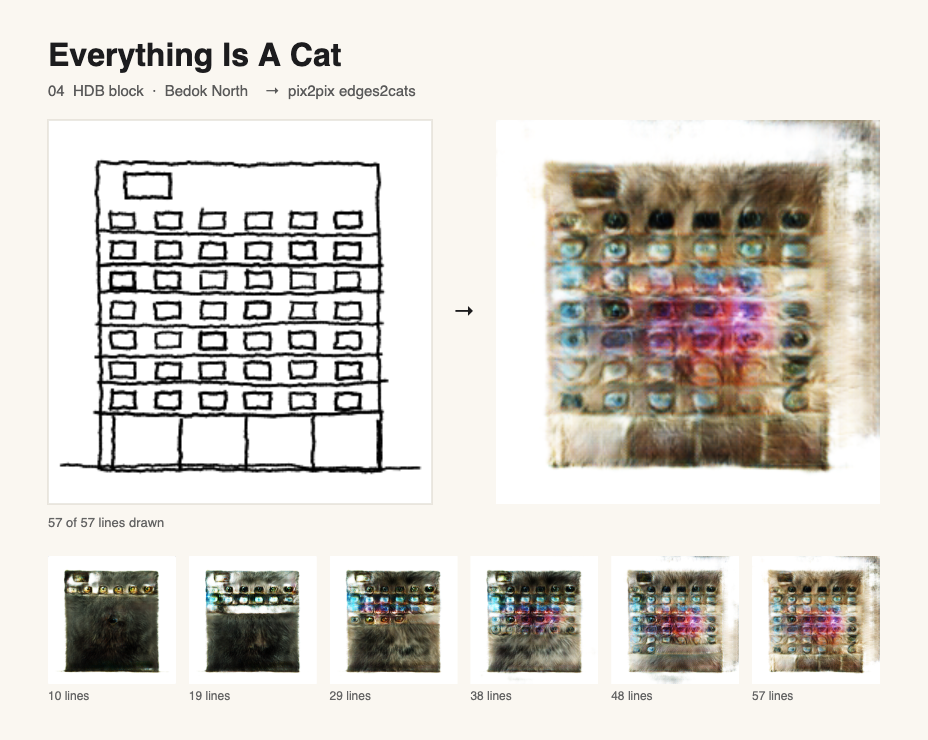 Everything Is A Cat
04 HDB block · Bedok North → pix2pix edges2cats
→
57 of 57 lines drawn
10 lines
19 lines
29 lines
38 lines
48 lines
57 lines